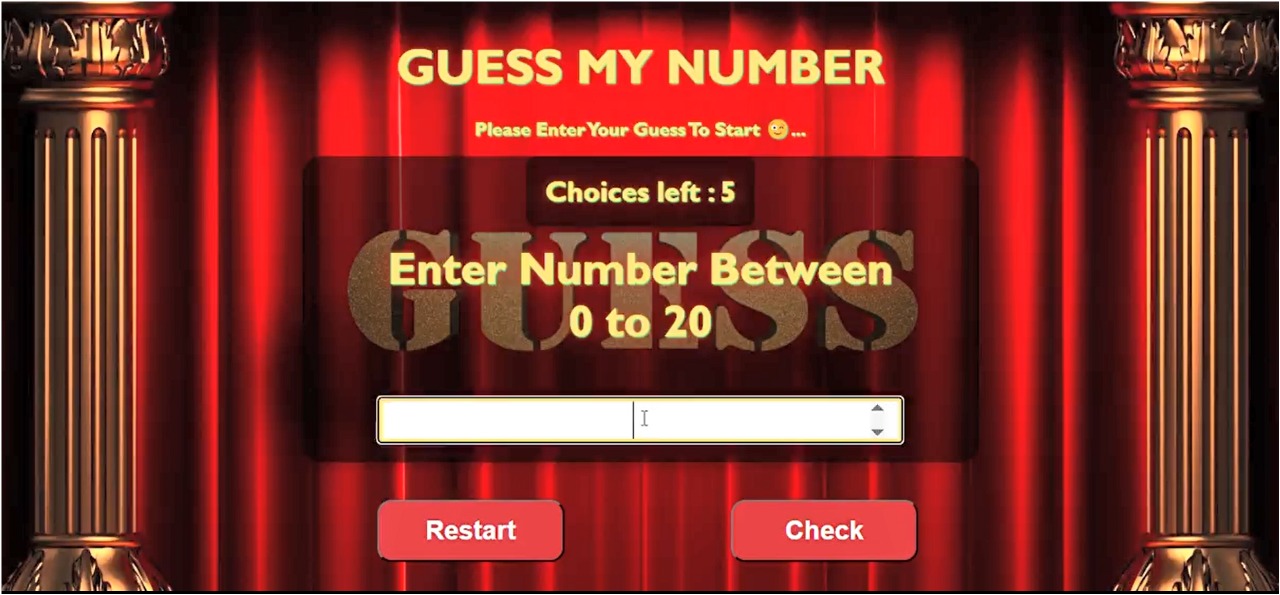 GUESS MY NUMBER
Please Enter Your Guess To Start 😉...
Choices left : 5
GUESS
Enter Number Between
0 to 20
Restart
Check